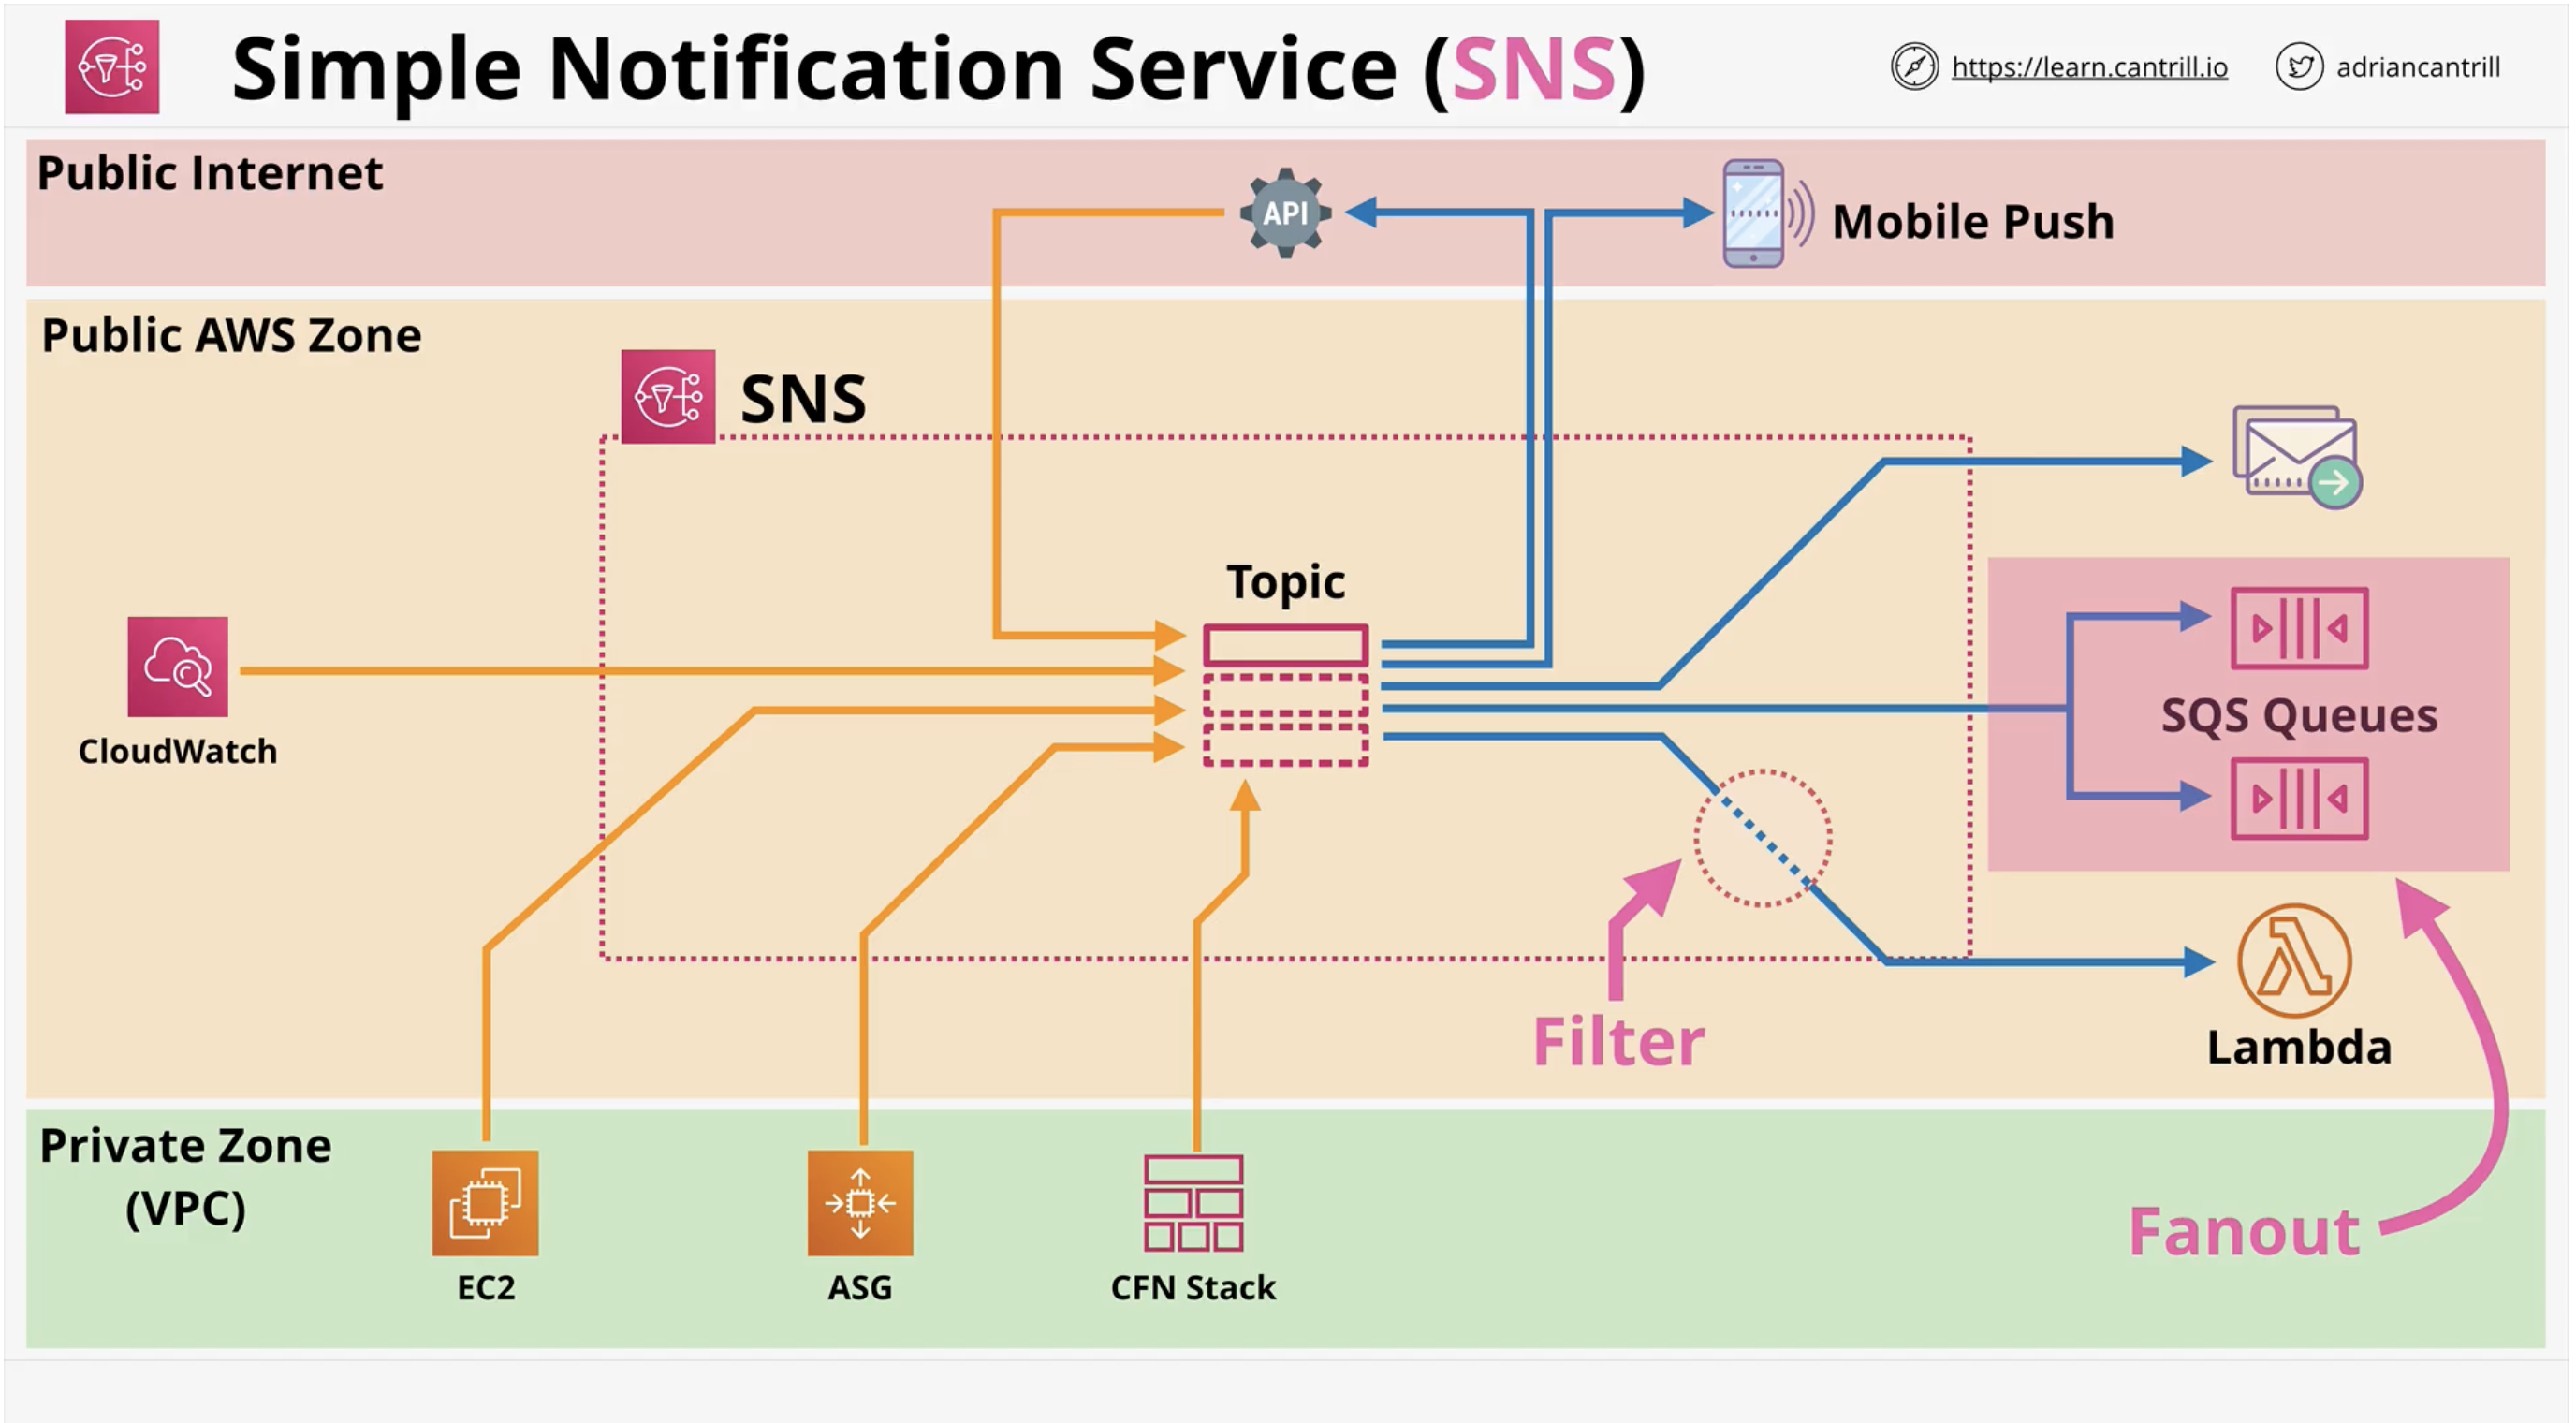 Simple Notification Service (SNS)
https://learn.cantrill.io
adriancantrill
Public Internet
API
Mobile Push
Public AWS Zone
SNS
Topic
CloudWatch
SQS Queues
Filter
Lambda
Private Zone
(VPC)
EC2
ASG
CFN Stack
Fanout